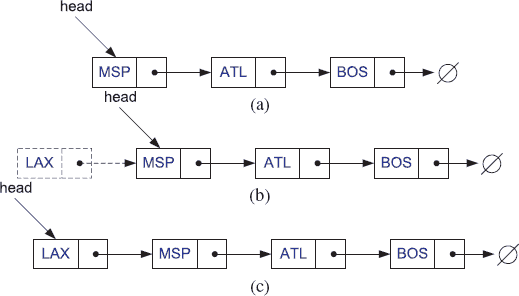 head
MSP ATL BOS ∅
(a)
head
LAX MSP ATL BOS ∅
(b)
head
LAX MSP ATL BOS ∅
(c)